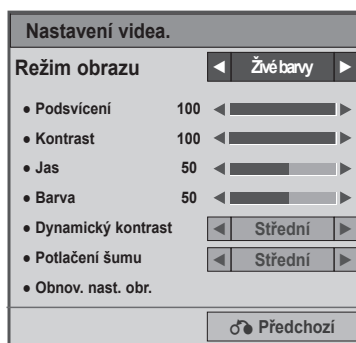 Nastavení videa.
Režim obrazu ◄ Živé barvy ►
● Podsvícení 100 ◄ ►
● Kontrast 100 ◄ ►
● Jas 50 ◄ ►
● Barva 50 ◄ ►
● Dynamický kontrast ◄ Střední ►
● Potlačení šumu ◄ Střední ►
● Obnov. nast. obr.
Předchozí